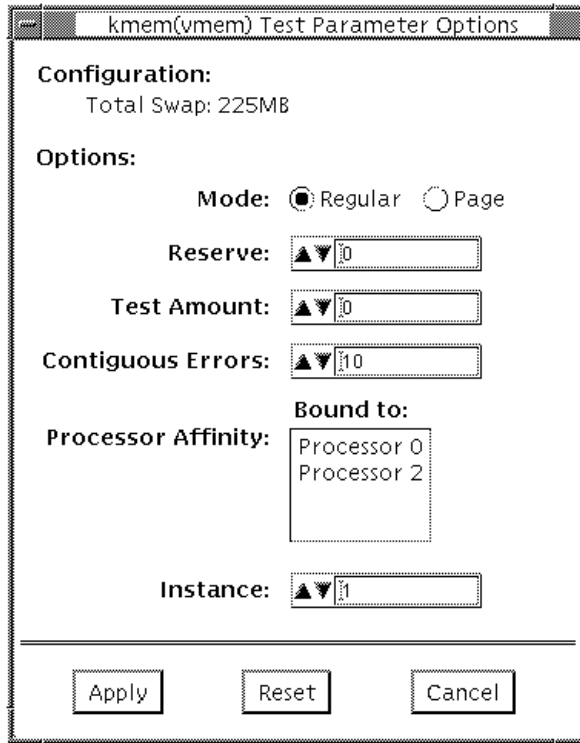 kmem(vmem) Test Parameter Options
Configuration:
Total Swap: 225MB
Options:
Mode: Regular Page
Reserve: 0
Test Amount: 0
Contiguous Errors: 10
Bound to:
Processor Affinity:
Processor 0
Processor 2
Instance: 1
Apply Reset Cancel